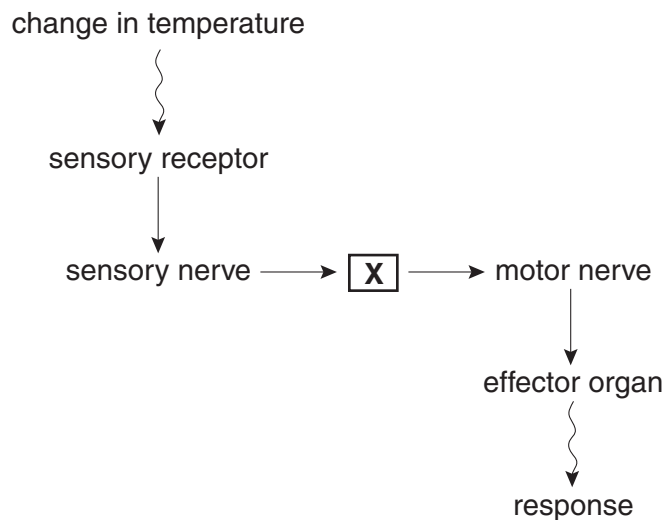 change in temperature
sensory receptor
sensory nerve
X
motor nerve
effector organ
response